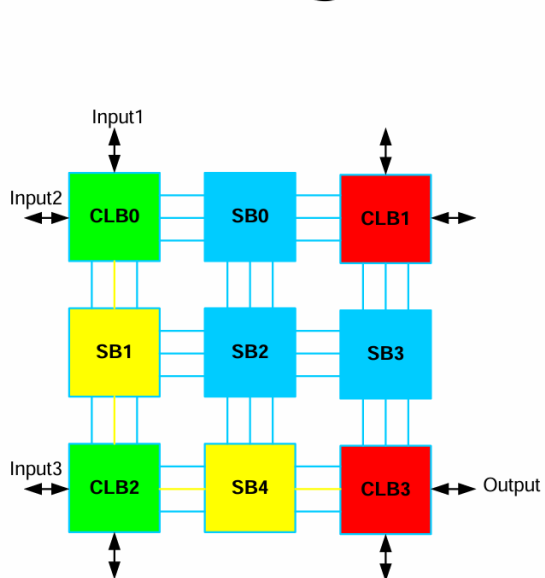 Input1
Input2
CLB0
SB0
CLB1
SB1
SB2
SB3
Input3
CLB2
SB4
CLB3
Output